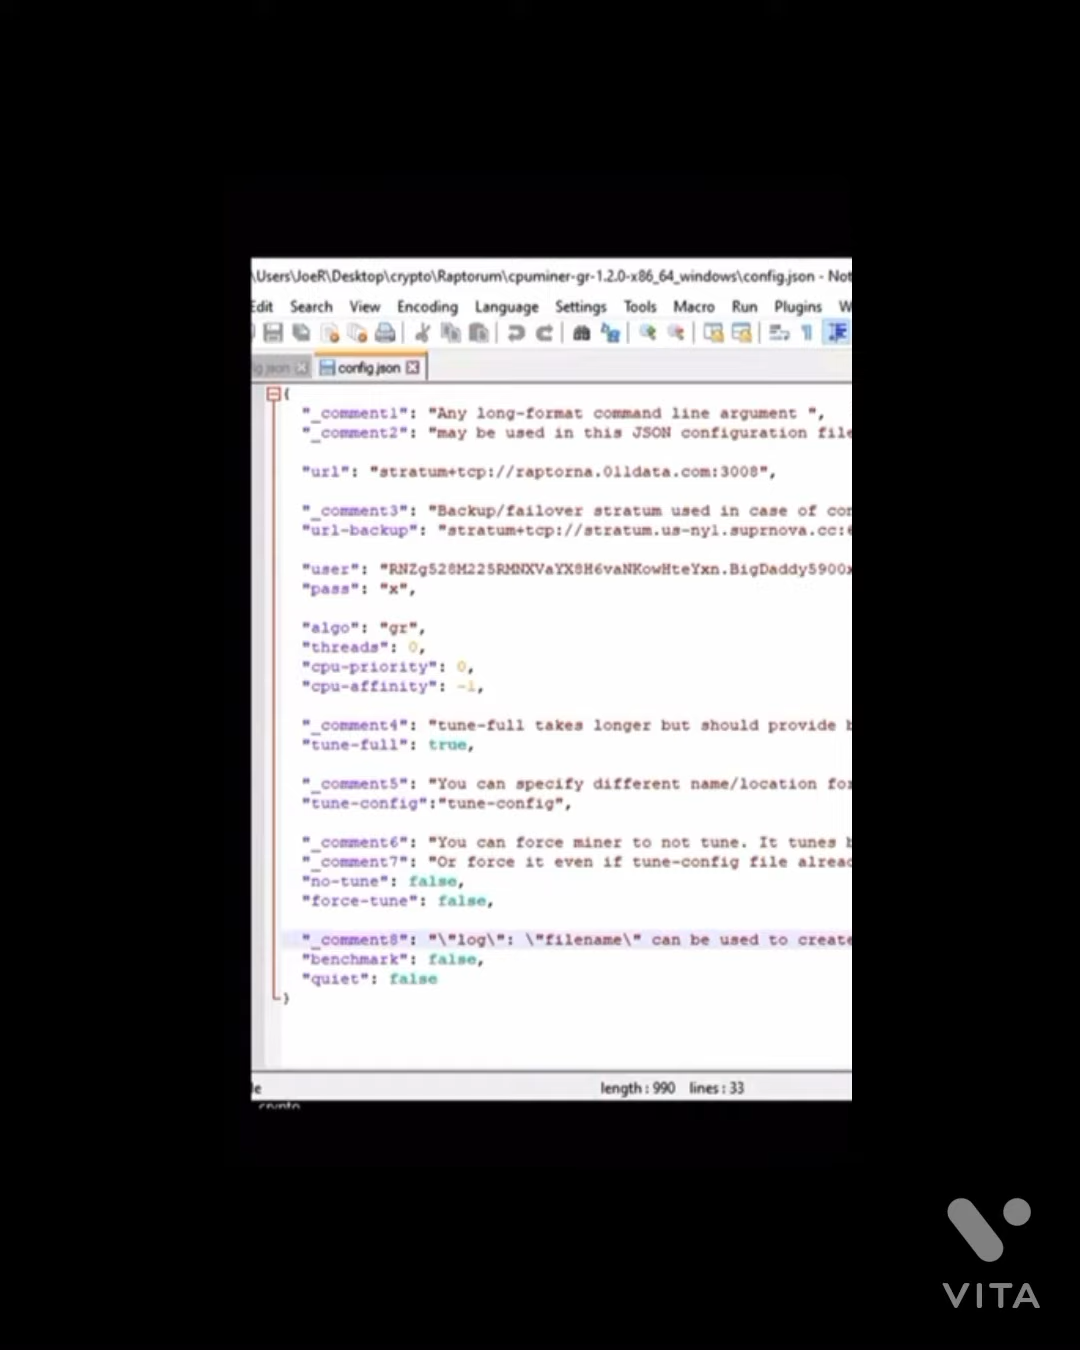 \Users\JoeR\Desktop\crypto\Raptorum\cpuminer-gr-1.2.0-x86_64_windows\config.json - Not
Edit Search View Encoding Language Settings Tools Macro Run Plugins W
config.json
{
"_comment1": "Any long-format command line argument ",
"_comment2": "may be used in this JSON configuration file
"url": "stratum+tcp://raptorna.01ldata.com:3008",
"_comment3": "Backup/failover stratum used in case of con
"url-backup": "stratum+tcp://stratum.us-ny1.suprnova.cc:6
"user": "RNZg528M225RMNXVaYX8H6vaNKowHteYxn.BigDaddy5900x
"pass": "x",
"algo": "gr",
"threads": 0,
"cpu-priority": 0,
"cpu-affinity": -1,
"_comment4": "tune-full takes longer but should provide b
"tune-full": true,
"_comment5": "You can specify different name/location for
"tune-config":"tune-config",
"_comment6": "You can force miner to not tune. It tunes b
"_comment7": "Or force it even if tune-config file alread
"no-tune": false,
"force-tune": false,
"_comment8": "\"log\": \"filename\" can be used to create
"benchmark": false,
"quiet": false
}
length : 990 lines : 33
crypto
VITA